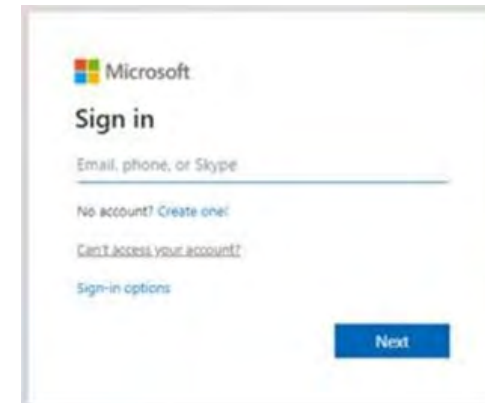 Microsoft
Sign in
Email, phone, or Skype
No account? Create one!
Can't access your account?
Sign-in options
Next